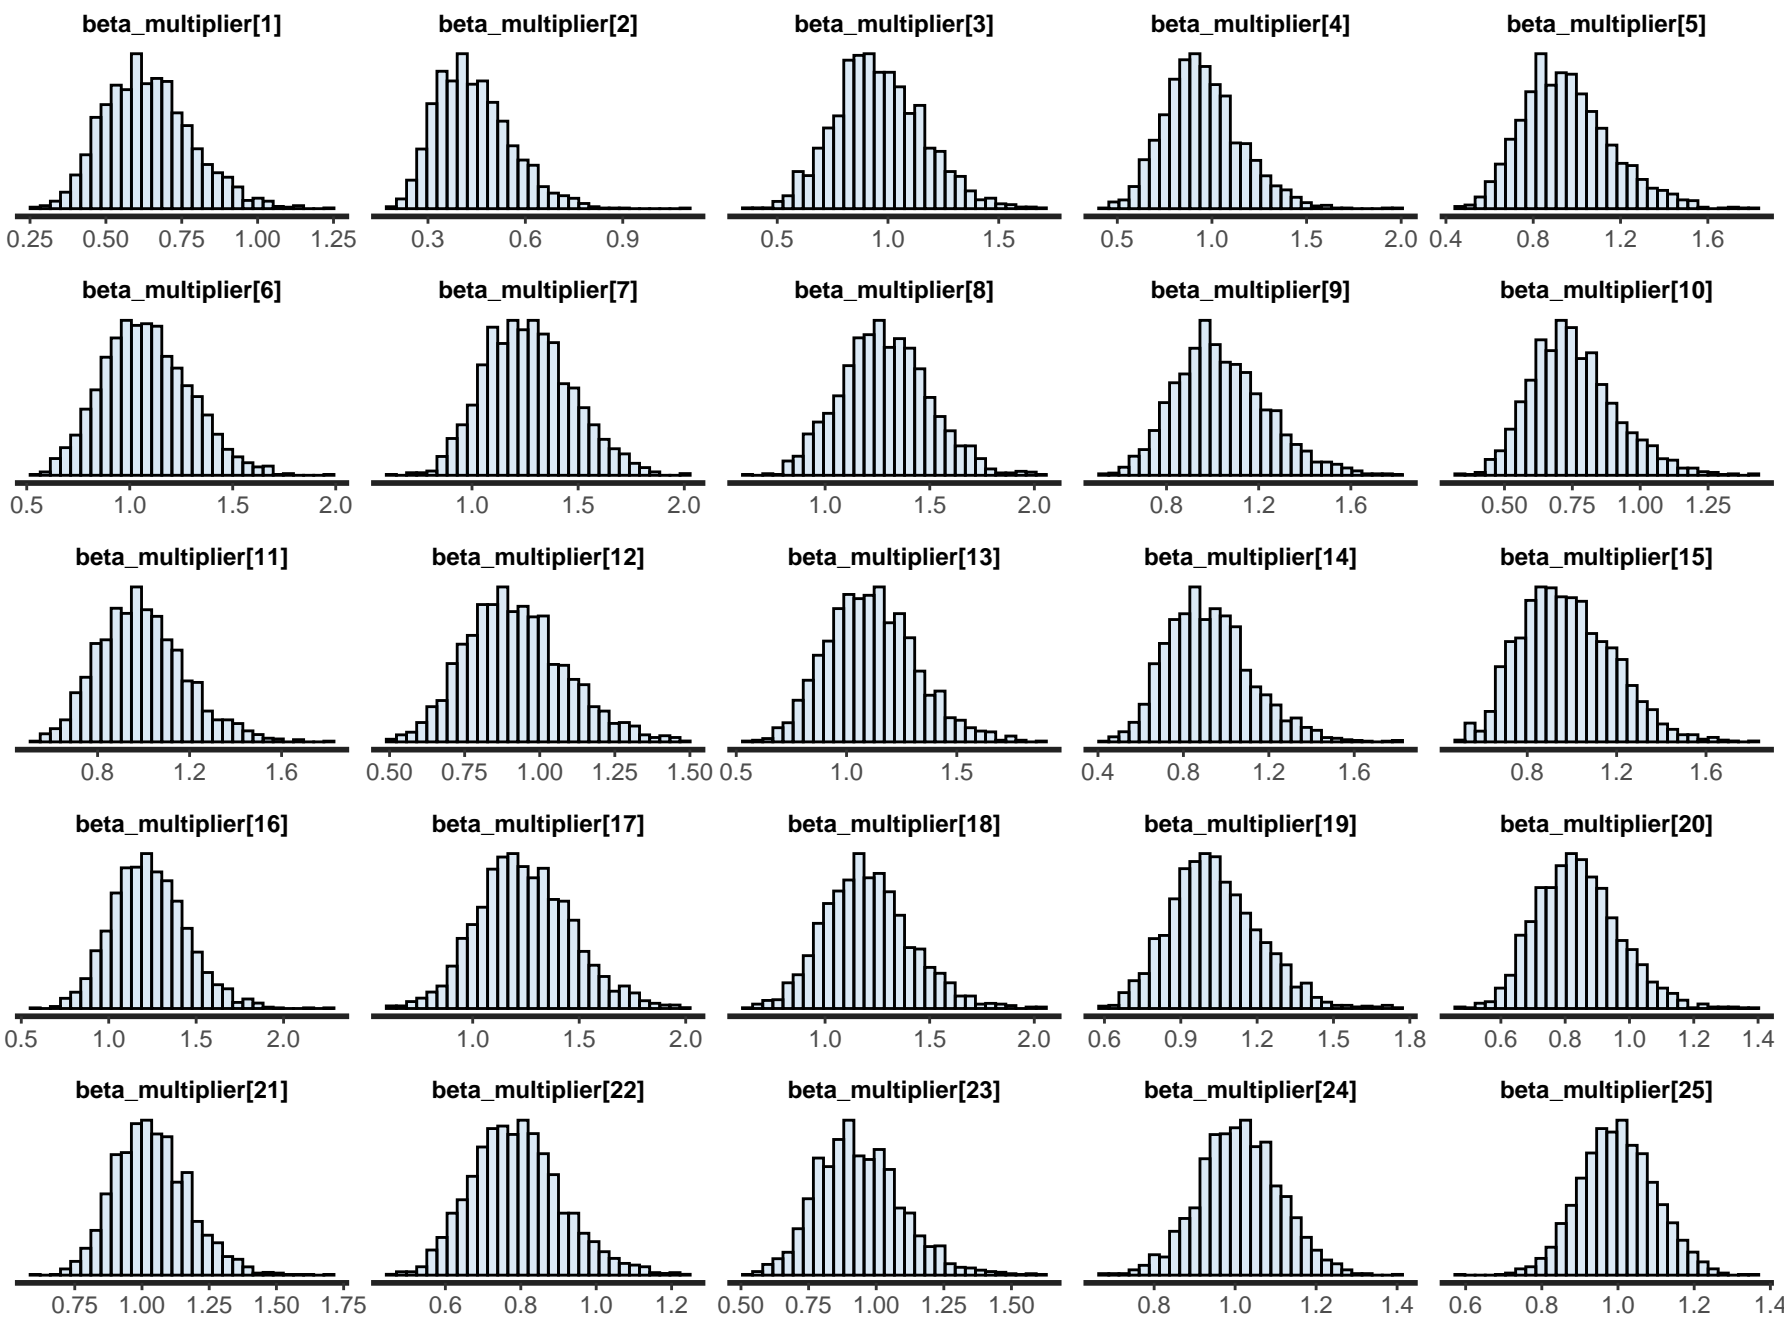 beta_multiplier[1] beta_multiplier[2] beta_multiplier[3] beta_multiplier[4] beta_multiplier[5]
0.25 0.50 0.75 1.00 1.25 0.3 0.6 0.9 0.5 1.0 1.5 0.5 1.0 1.5 2.0 0.4 0.8 1.2 1.6
beta_multiplier[6] beta_multiplier[7] beta_multiplier[8] beta_multiplier[9] beta_multiplier[10]
0.5 1.0 1.5 2.0 1.0 1.5 2.0 1.0 1.5 2.0 0.8 1.2 1.6 0.50 0.75 1.00 1.25
beta_multiplier[11] beta_multiplier[12] beta_multiplier[13] beta_multiplier[14] beta_multiplier[15]
0.8 1.2 1.6 0.50 0.75 1.00 1.25 1.50 0.5 1.0 1.5 0.4 0.8 1.2 1.6 0.8 1.2 1.6
beta_multiplier[16] beta_multiplier[17] beta_multiplier[18] beta_multiplier[19] beta_multiplier[20]
0.5 1.0 1.5 2.0 1.0 1.5 2.0 1.0 1.5 2.0 0.6 0.9 1.2 1.5 1.8 0.6 0.8 1.0 1.2 1.4
beta_multiplier[21] beta_multiplier[22] beta_multiplier[23] beta_multiplier[24] beta_multiplier[25]
0.75 1.00 1.25 1.50 1.75 0.6 0.8 1.0 1.2 0.50 0.75 1.00 1.25 1.50 0.8 1.0 1.2 1.4 0.6 0.8 1.0 1.2 1.4